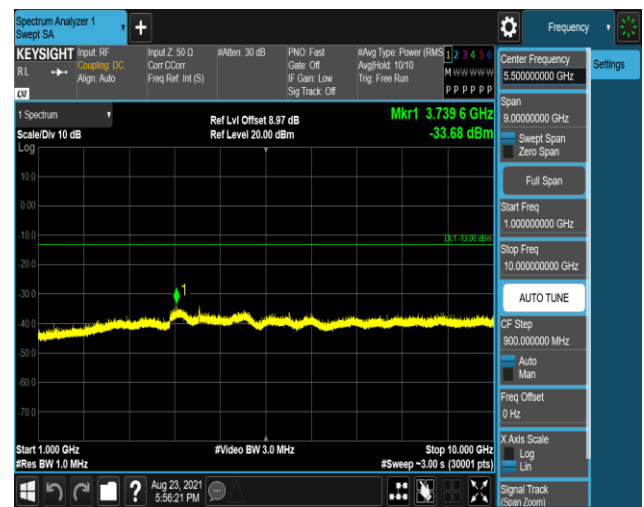 Spectrum Analyzer 1
Swept SA
Frequency
KEYSIGHT
RL
LXI
Input: RF
Coupling: DC
Align: Auto
Input Z: 50 Ω
Corr CCorr
Freq Ref: Int (S)
#Atten: 30 dB
PNO: Fast
Gate: Off
IF Gain: Low
Sig Track: Off
#Avg Type: Power (RMS
Avg|Hold: 10/10
Trig: Free Run
1 2 3 4 5 6
M W W W W W
P P P P P P
1 Spectrum
Scale/Div 10 dB
Log
Ref Lvl Offset 8.97 dB
Ref Level 20.00 dBm
Mkr1 3.739 6 GHz
-33.68 dBm
10.0
0.00
-10.0
-20.0
-30.0
-40.0
-50.0
-60.0
-70.0
DL1 -13.00 dBm
1
Start 1.000 GHz
#Res BW 1.0 MHz
#Video BW 3.0 MHz
Stop 10.000 GHz
#Sweep ~3.00 s (30001 pts)
?
Aug 23, 2021
5:56:21 PM
Center Frequency
5.500000000 GHz
Span
9.00000000 GHz
Swept Span
Zero Span
Full Span
Start Freq
1.000000000 GHz
Stop Freq
10.000000000 GHz
AUTO TUNE
CF Step
900.000000 MHz
Auto
Man
Freq Offset
0 Hz
X Axis Scale
Log
Lin
Signal Track
(Span Zoom)
Settings